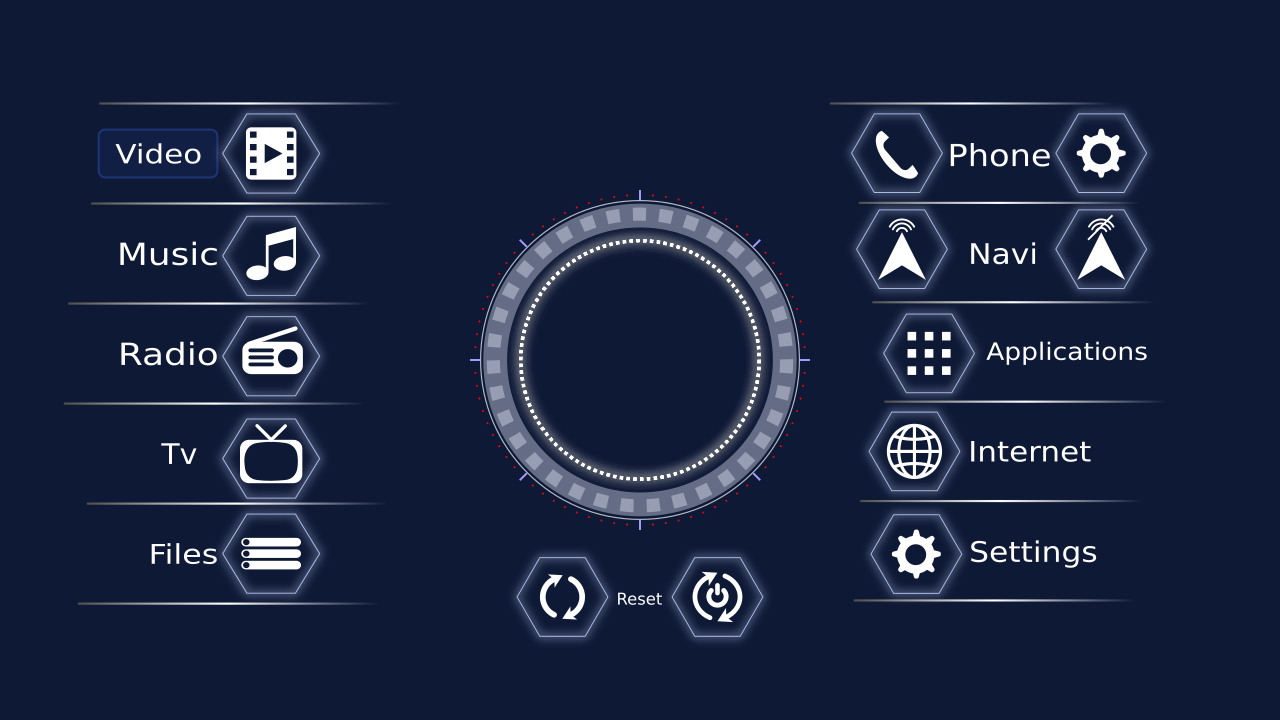 Video
Music
Radio
Tv
Files
Phone
Navi
Applications
Internet
Settings
Reset